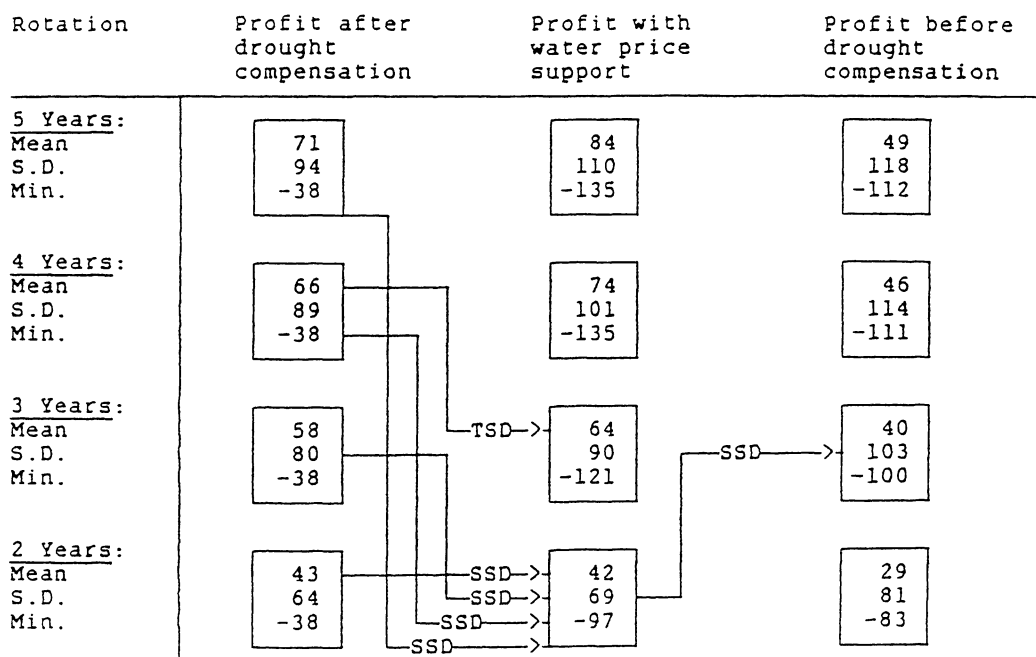 Rotation Profit after Profit with Profit before
drought water price drought
compensation support compensation
5 Years:
Mean 71 84 49
S.D. 94 110 118
Min. -38 -135 -112
4 Years:
Mean 66 74 46
S.D. 89 101 114
Min. -38 -135 -111
3 Years:
Mean 58 TSD 64 40
S.D. 80 90 SSD 103
Min. -38 -121 -100
2 Years:
Mean 43 SSD 42 29
S.D. 64 SSD 69 81
Min. -38 SSD -97 -83
SSD